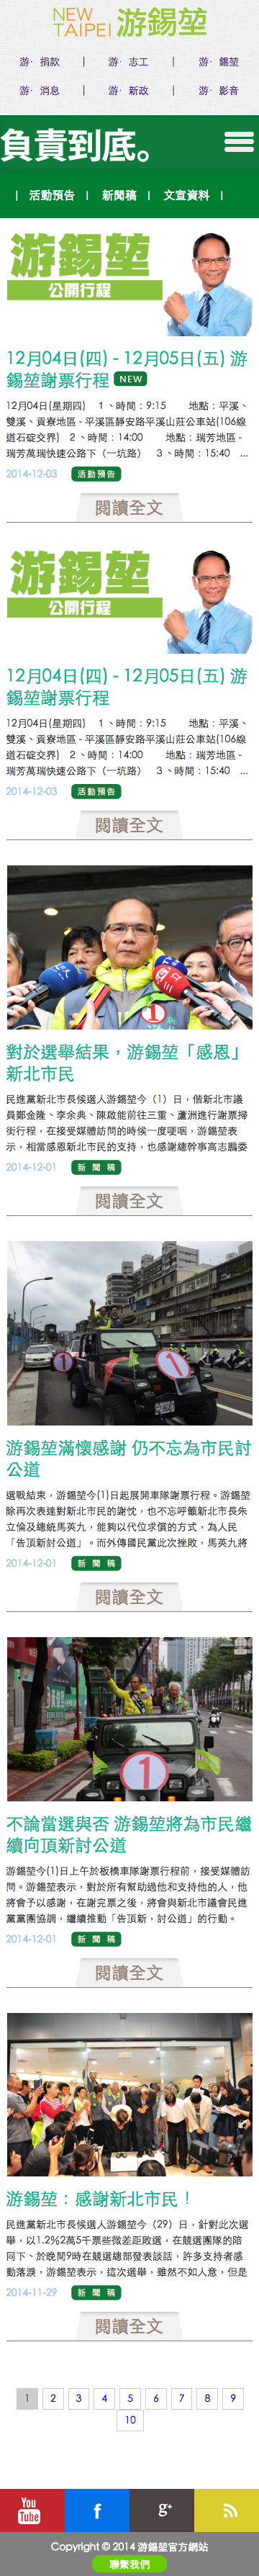 NEW
TAIPEI 游錫堃
游· 捐款 | 游· 志工 | 游· 錫堃
游· 消息 | 游· 新政 | 游· 影音
負責到底。
| 活動預告 | 新聞稿 | 文宣資料 |
游錫堃
公開行程
12月04日(四) - 12月05日(五) 游
錫堃謝票行程 NEW
12月04日(星期四) 1、時間：9:15 地點：平溪、
雙溪、貢寮地區 - 平溪區靜安路平溪山莊公車站(106線
道石碇交界) 2、時間：14:00 地點：瑞芳地區 -
瑞芳萬瑞快速公路下（一坑路） 3、時間：15:40 ...
2014-12-03 活動預告
閱讀全文
游錫堃
公開行程
12月04日(四) - 12月05日(五) 游
錫堃謝票行程
12月04日(星期四) 1、時間：9:15 地點：平溪、
雙溪、貢寮地區 - 平溪區靜安路平溪山莊公車站(106線
道石碇交界) 2、時間：14:00 地點：瑞芳地區 -
瑞芳萬瑞快速公路下（一坑路） 3、時間：15:40 ...
2014-12-03 活動預告
閱讀全文
1
對於選舉結果，游錫堃「感恩」
新北市民
民進黨新北市長候選人游錫堃今（1）日，偕新北市議
員鄭金隆、李余典、陳啟能前往三重、蘆洲進行謝票掃
街行程，在接受媒體訪問的時候一度哽咽，游錫堃表
示，相當感恩新北市民的支持，也感謝總幹事高志鵬委
2014-12-01 新聞稿
閱讀全文
1
游錫堃滿懷感謝 仍不忘為市民討
公道
選戰結束，游錫堃今(1)日起展開車隊謝票行程。游錫堃
除再次表達對新北市民的謝忱，也不忘呼籲新北市長朱
立倫及總統馬英九，能夠以代位求償的方式，為人民
「告頂新討公道」。而外傳國民黨此次挫敗，馬英九將
2014-12-01 新聞稿
閱讀全文
1
不論當選與否 游錫堃將為市民繼
續向頂新討公道
游錫堃今(1)日上午於板橋車隊謝票行程前，接受媒體訪
問。游錫堃表示，對於所有幫助過他和支持他的人，他
將會予以感謝，在謝完票之後，將會與新北市議會民進
黨黨團協調，繼續推動「告頂新，討公道」的行動。
2014-12-01 新聞稿
閱讀全文
游錫堃：感謝新北市民！
民進黨新北市長候選人游錫堃今（29）日，針對此次選
舉，以1.2%2萬5千票些微差距敗選，在競選團隊的陪
同下、於晚間9時在競選總部發表談話，許多支持者感
動落淚，游錫堃表示，這次選舉，雖然不如人意，但是
2014-11-29 新聞稿
閱讀全文
1 2 3 4 5 6 7 8 9
10
You Tube f g+
Copyright © 2014 游錫堃官方網站
聯繫我們